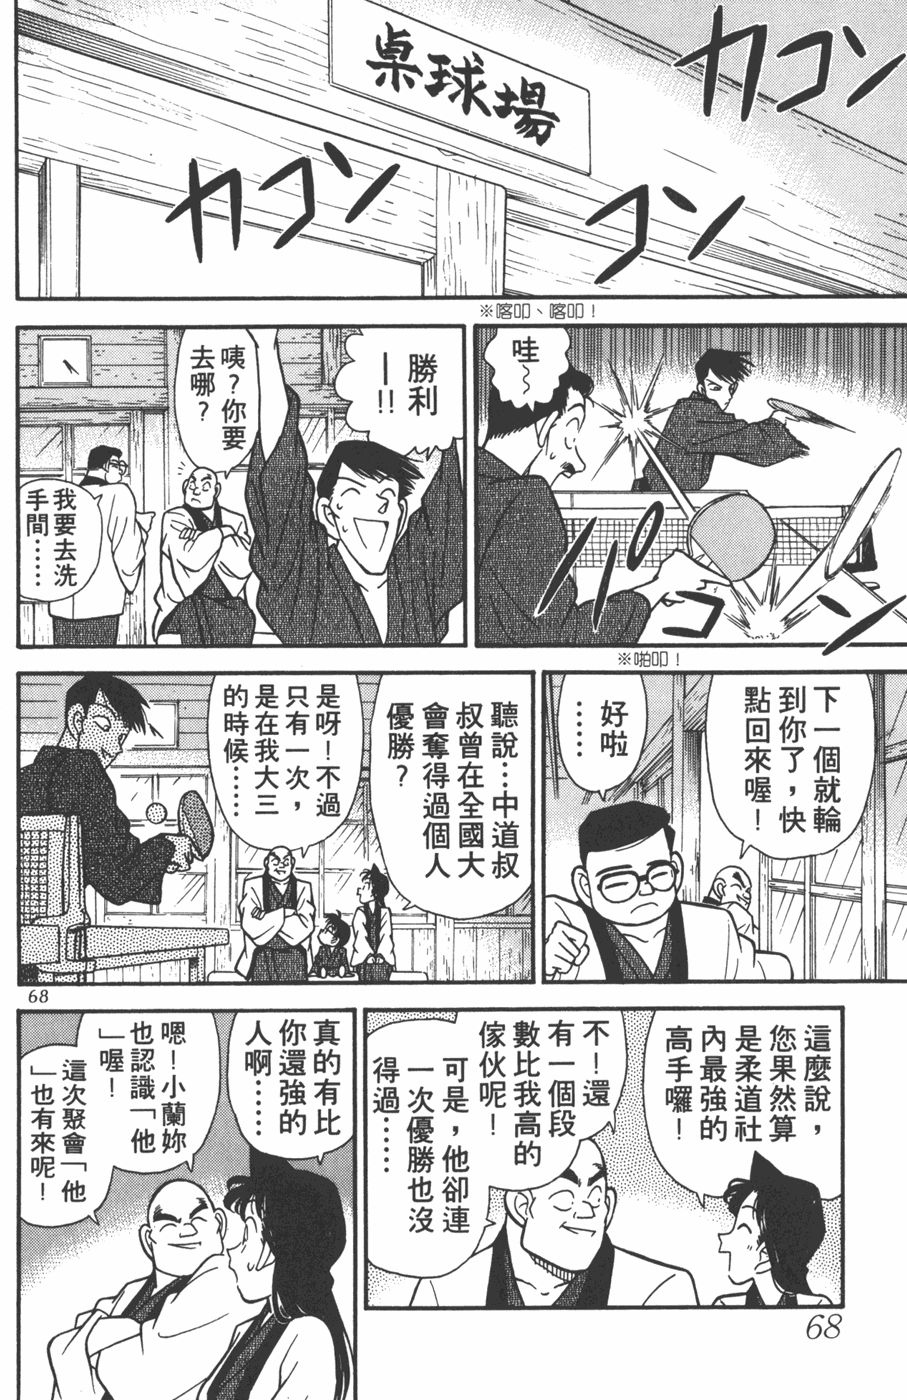 桌球場
カコン
カコン
コン
※喀叩、喀叩！
哇～
パコン
※啪叩！
勝利
ー!!
咦？你要
去哪？
我要去洗
手間……
下一個就輪
到你了，快
點回來喔！
好啦
……
聽說…中道叔
叔曾在全國大
會奪得過個人
優勝？
是呀！不過
只有一次，
是在我大三
的時候……
68
這麼說，
您果然算
是柔道社
內最強的
高手囉！
不！還
有一個段
數比我高的
傢伙呢！
可是，他卻連
一次優勝也沒
得過……
真的有比
你還強的
人啊……
嗯！小蘭妳
也認識「他
」喔！
這次聚會「他
」也有來呢！
68